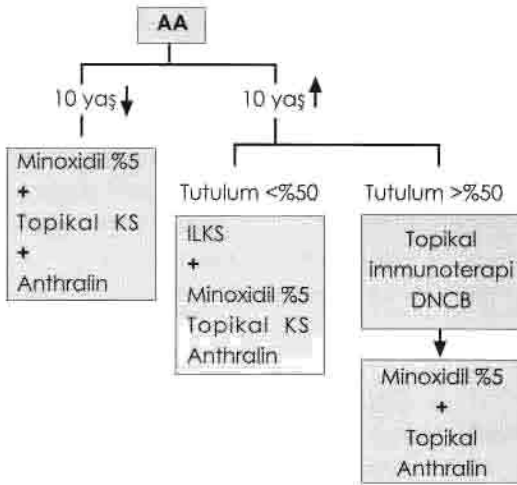 AA
10 yaş
10 yaş
Minoxidil %5
+
Topikal KS
+
Anthralin
Tutulum <%50
Tutulum >%50
ILKS
+
Minoxidil %5
Topikal KS
Anthralin
Topikal
immunoterapi
DNCB
Minoxidil %5
+
Topikal
Anthralin